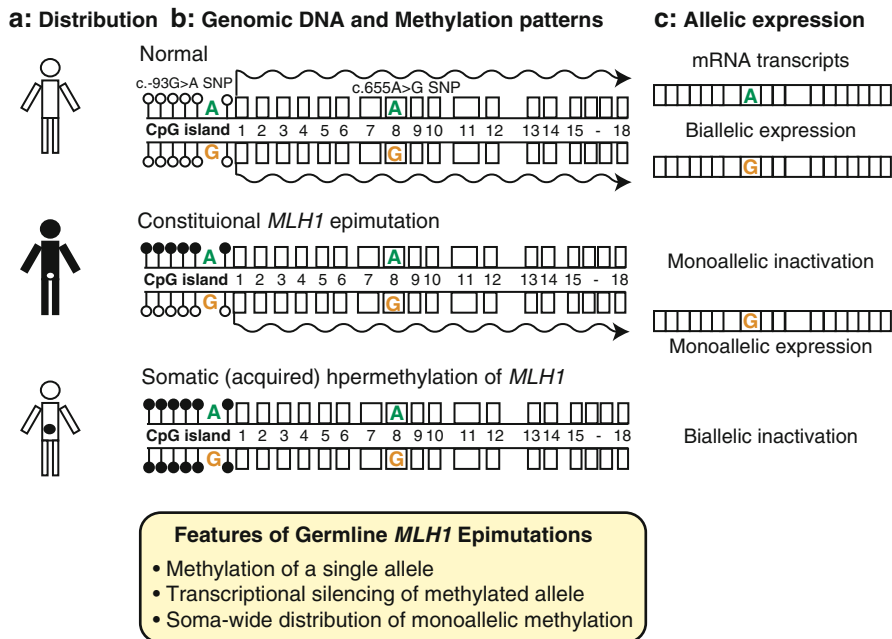 a: Distribution b: Genomic DNA and Methylation patterns c: Allelic expression
Normal
mRNA transcripts
c.-93G>A SNP
c.655A>G SNP
A A A
CpG island 1 2 3 4 5 6 7 8 9 10 11 12 13 14 15 - 18
Biallelic expression
G G G
Constituional MLH1 epimutation
A A
Monoallelic inactivation
CpG island 1 2 3 4 5 6 7 8 9 10 11 12 13 14 15 - 18
G G G
Monoallelic expression
Somatic (acquired) hpermethylation of MLH1
A A
CpG island 1 2 3 4 5 6 7 8 9 10 11 12 13 14 15 - 18
Biallelic inactivation
G G
Features of Germline MLH1 Epimutations
• Methylation of a single allele
• Transcriptional silencing of methylated allele
• Soma-wide distribution of monoallelic methylation